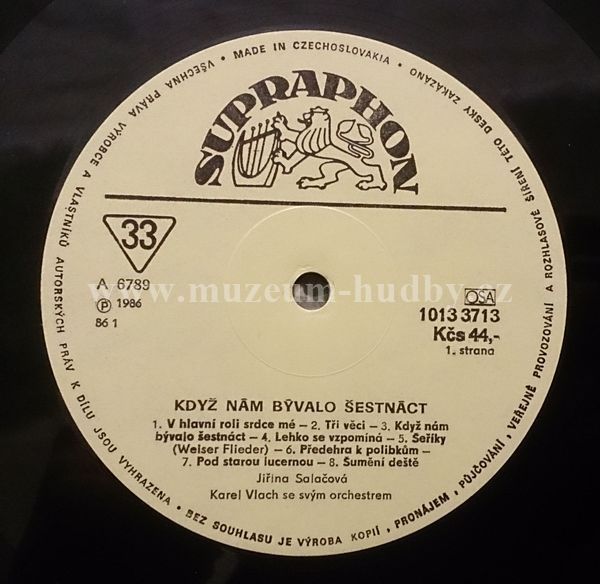 VŠECHNA PRÁVA VÝROBCE A VLASTNÍKŮ AUTORSKÝCH PRÁV K DÍLU JSOU VYHRAZENA • BEZ SOUHLASU JE VÝROBA KOPIÍ, PRONÁJEM, PŮJČOVÁNÍ, VEŘEJNÉ PROVOZOVÁNÍ A ROZHLASOVÉ ŠÍŘENÍ TÉTO DESKY ZAKÁZÁNO • MADE IN CZECHOSLOVAKIA •
SUPRAPHON
33
A 6789
Ⓟ 1986
86 1
www.muzeum-hudby.cz
OSA
1013 3713
Kčs 44,-
1. strana
KDYŽ NÁM BÝVALO ŠESTNÁCT
1. V hlavní roli srdce mé – 2. Tři věci – 3. Když nám
bývalo šestnáct – 4. Lehko se vzpomíná – 5. Šeříky
(Weiser Flieder) – 6. Předehra k polibkům –
7. Pod starou lucernou – 8. Šumění deště
Jiřina Salačová
Karel Vlach se svým orchestrem